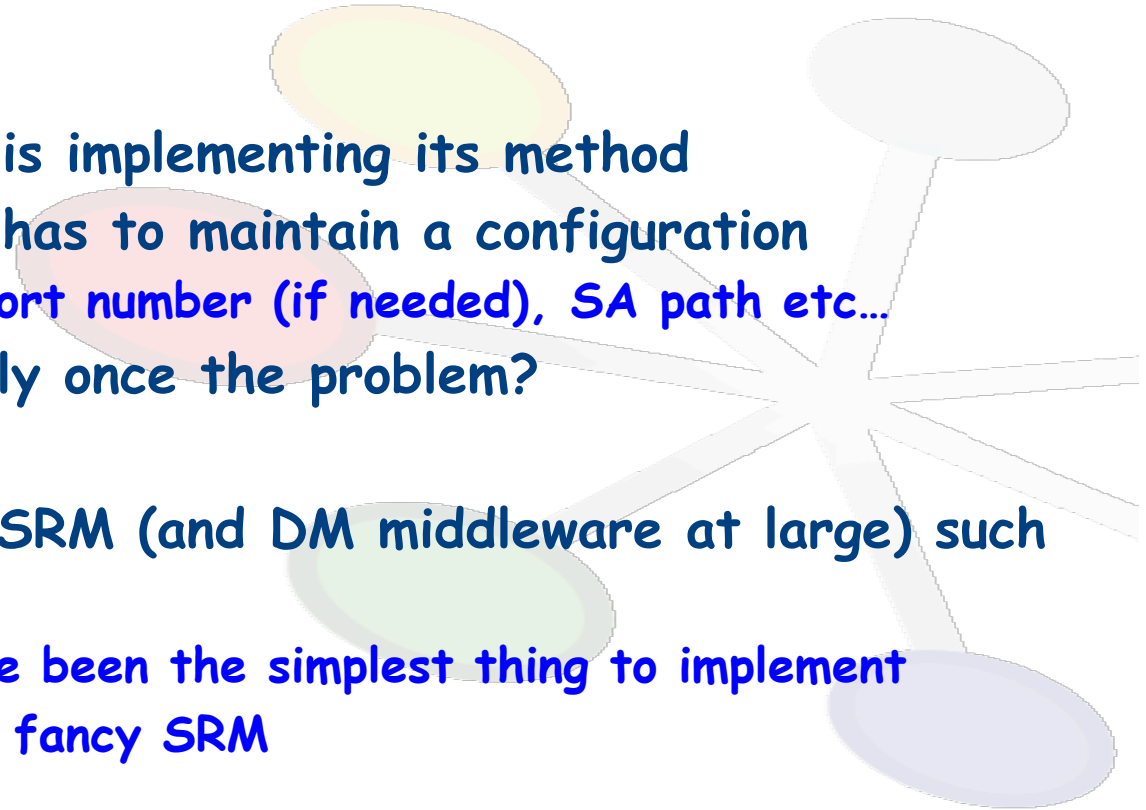 is implementing its method
has to maintain a configuration
ort number (if needed), SA path etc…
ly once the problem?
SRM (and DM middleware at large) such
e been the simplest thing to implement
fancy SRM